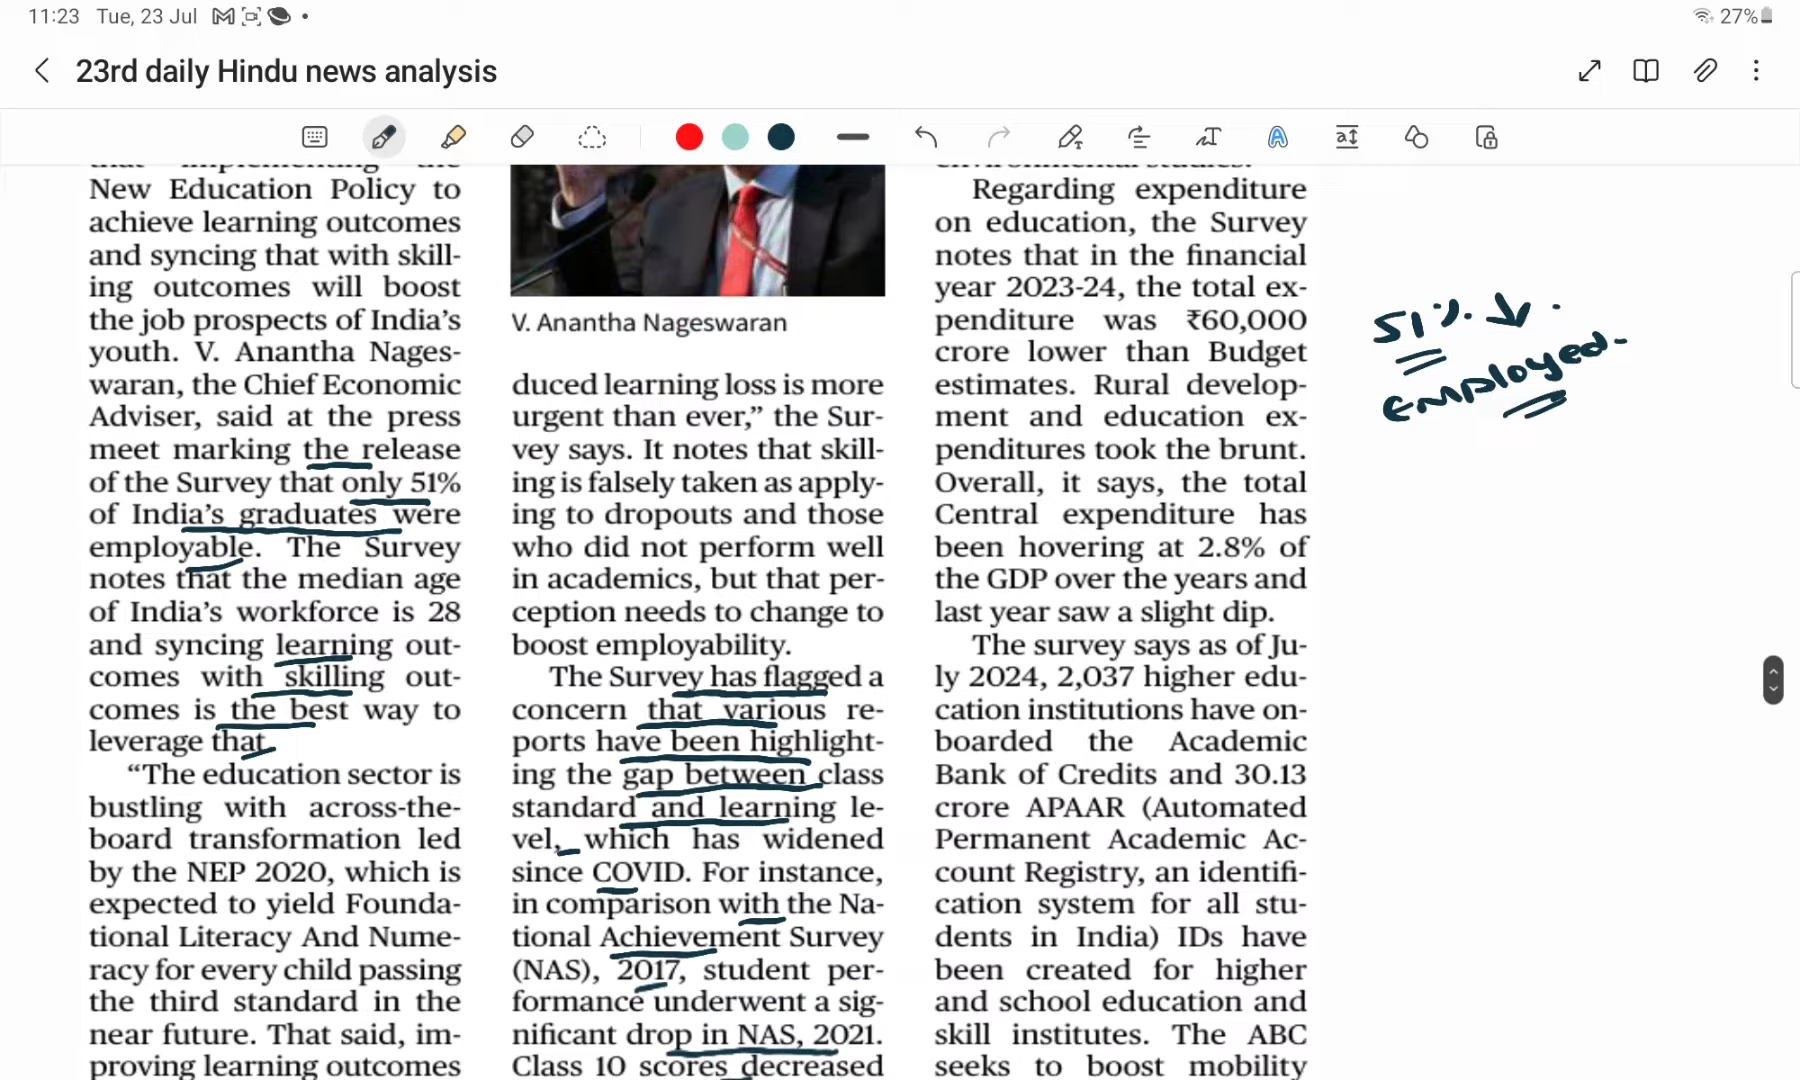 11:23 Tue, 23 Jul
27%
23rd daily Hindu news analysis
that implementing the
New Education Policy to
achieve learning outcomes
and syncing that with skill-
ing outcomes will boost
the job prospects of India's
youth. V. Anantha Nages-
waran, the Chief Economic
Adviser, said at the press
meet marking the release
of the Survey that only 51%
of India's graduates were
employable. The Survey
notes that the median age
of India's workforce is 28
and syncing learning out-
comes with skilling out-
comes is the best way to
leverage that
"The education sector is
bustling with across-the-
board transformation led
by the NEP 2020, which is
expected to yield Founda-
tional Literacy And Nume-
racy for every child passing
the third standard in the
near future. That said, im-
proving learning outcomes
V. Anantha Nageswaran
duced learning loss is more
urgent than ever," the Sur-
vey says. It notes that skill-
ing is falsely taken as apply-
ing to dropouts and those
who did not perform well
in academics, but that per-
ception needs to change to
boost employability.
The Survey has flagged a
concern that various re-
ports have been highlight-
ing the gap between class
standard and learning le-
vel, which has widened
since COVID. For instance,
in comparison with the Na-
tional Achievement Survey
(NAS), 2017, student per-
formance underwent a sig-
nificant drop in NAS, 2021.
Class 10 scores decreased
environmental studies.
Regarding expenditure
on education, the Survey
notes that in the financial
year 2023-24, the total ex-
penditure was ₹60,000
crore lower than Budget
estimates. Rural develop-
ment and education ex-
penditures took the brunt.
Overall, it says, the total
Central expenditure has
been hovering at 2.8% of
the GDP over the years and
last year saw a slight dip.
The survey says as of Ju-
ly 2024, 2,037 higher edu-
cation institutions have on-
boarded the Academic
Bank of Credits and 30.13
crore APAAR (Automated
Permanent Academic Ac-
count Registry, an identifi-
cation system for all stu-
dents in India) IDs have
been created for higher
and school education and
skill institutes. The ABC
seeks to boost mobility
51%. ↓.
employed-